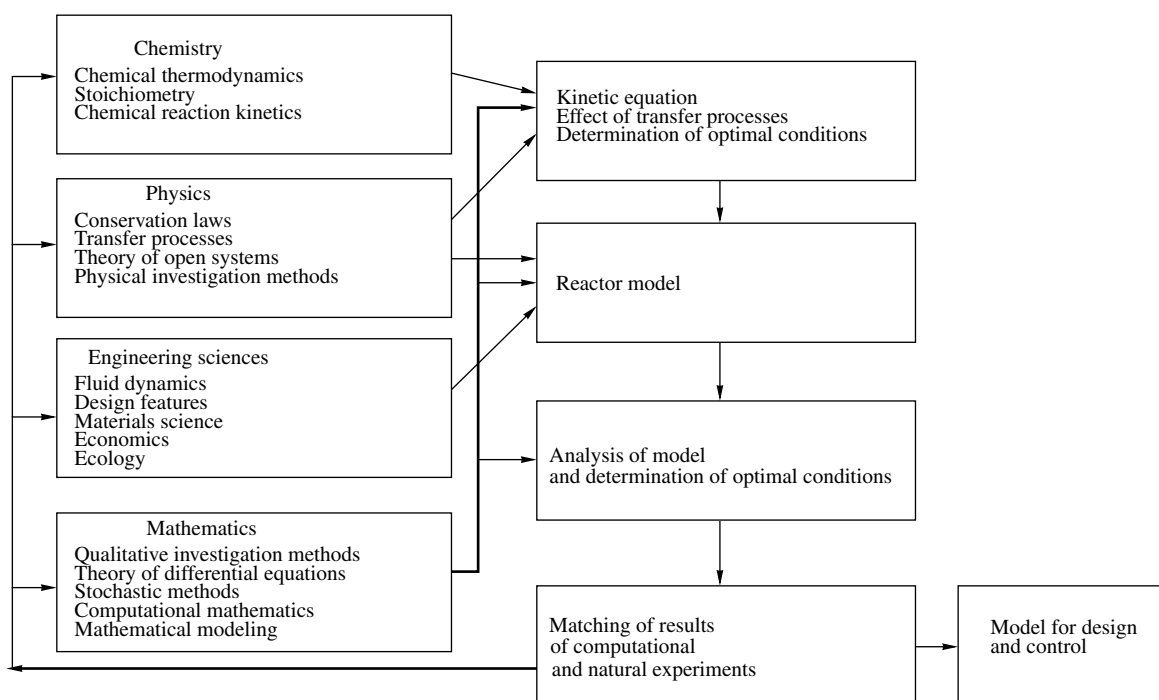 Chemistry
Chemical thermodynamics
Stoichiometry
Chemical reaction kinetics
Physics
Conservation laws
Transfer processes
Theory of open systems
Physical investigation methods
Engineering sciences
Fluid dynamics
Design features
Materials science
Economics
Ecology
Mathematics
Qualitative investigation methods
Theory of differential equations
Stochastic methods
Computational mathematics
Mathematical modeling
Kinetic equation
Effect of transfer processes
Determination of optimal conditions
Reactor model
Analysis of model
and determination of optimal conditions
Matching of results
of computational
and natural experiments
Model for design
and control